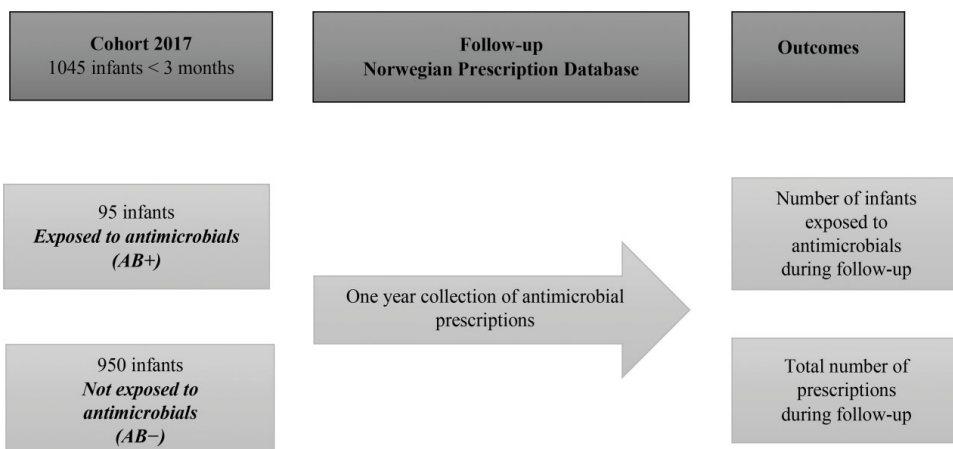 Cohort 2017
1045 infants < 3 months
Follow-up
Norwegian Prescription Database
Outcomes
95 infants
Exposed to antimicrobials
(AB+)
950 infants
Not exposed to
antimicrobials
(AB−)
One year collection of antimicrobial
prescriptions
Number of infants
exposed to
antimicrobials
during follow-up
Total number of
prescriptions
during follow-up